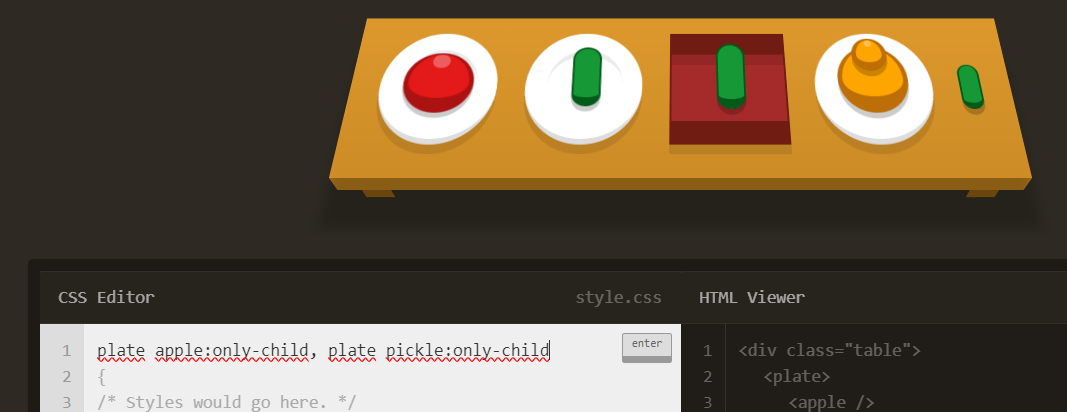 CSS Editor
style.css
HTML Viewer
1 plate apple:only-child, plate pickle:only-child
enter
2 {
3 /* Styles would go here. */
1 <div class="table">
2 <plate>
3 <apple />